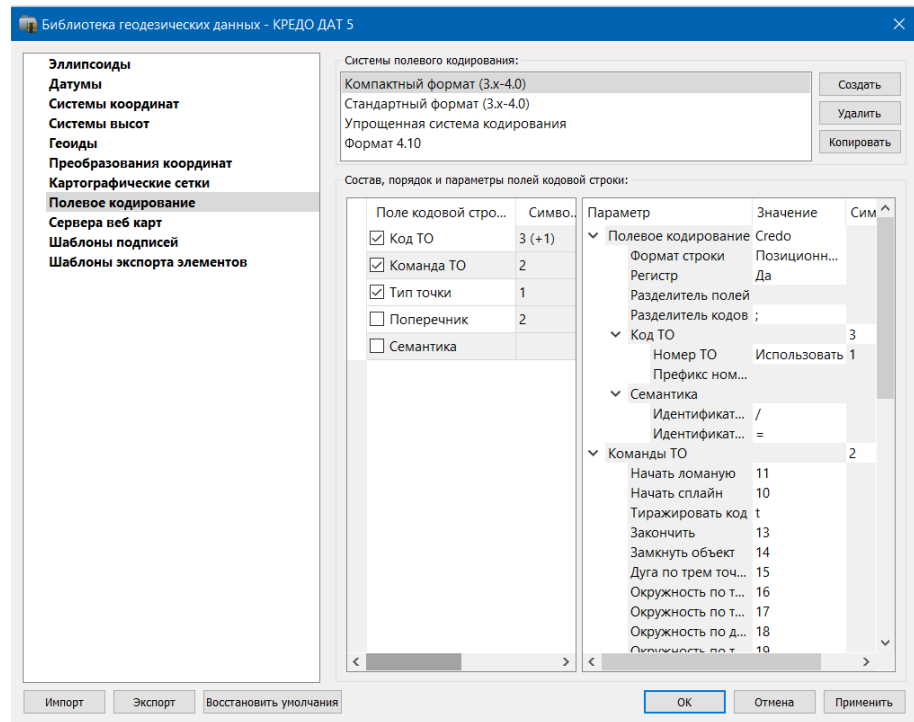 Библиотека геодезических данных - КРЕДО ДАТ 5
Эллипсоиды
Датумы
Системы координат
Системы высот
Геоиды
Преобразования координат
Картографические сетки
Полевое кодирование
Сервера веб карт
Шаблоны подписей
Шаблоны экспорта элементов
Системы полевого кодирования:
Компактный формат (3.x-4.0)
Стандартный формат (3.x-4.0)
Упрощенная система кодирования
Формат 4.10
Создать
Удалить
Копировать
Состав, порядок и параметры полей кодовой строки:
Поле кодовой стро... Симво..
Код ТО 3 (+1)
Команда ТО 2
Тип точки 1
Поперечник 2
Семантика
Параметр Значение Сим
Полевое кодирование Credo
Формат строки Позиционн...
Регистр Да
Разделитель полей
Разделитель кодов ;
Код ТО 3
Номер ТО Использовать 1
Префикс ном...
Семантика
Идентификат... /
Идентификат... =
Команды ТО 2
Начать ломаную 11
Начать сплайн 10
Тиражировать код t
Закончить 13
Замкнуть объект 14
Дуга по трем точ... 15
Окружность по т... 16
Окружность по т... 17
Окружность по д... 18
Окружность по т... 19
Импорт Экспорт Восстановить умолчания ОК Отмена Применить